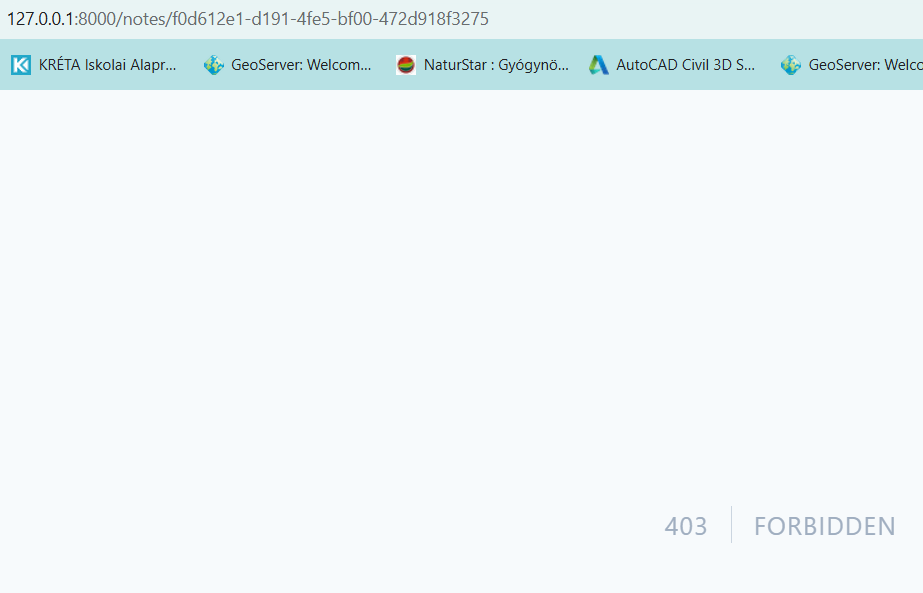 127.0.0.1:8000/notes/f0d612e1-d191-4fe5-bf00-472d918f3275
KRÉTA Iskolai Alapr... GeoServer: Welcom... NaturStar : Gyógynö... AutoCAD Civil 3D S... GeoServer: Welco
403 FORBIDDEN